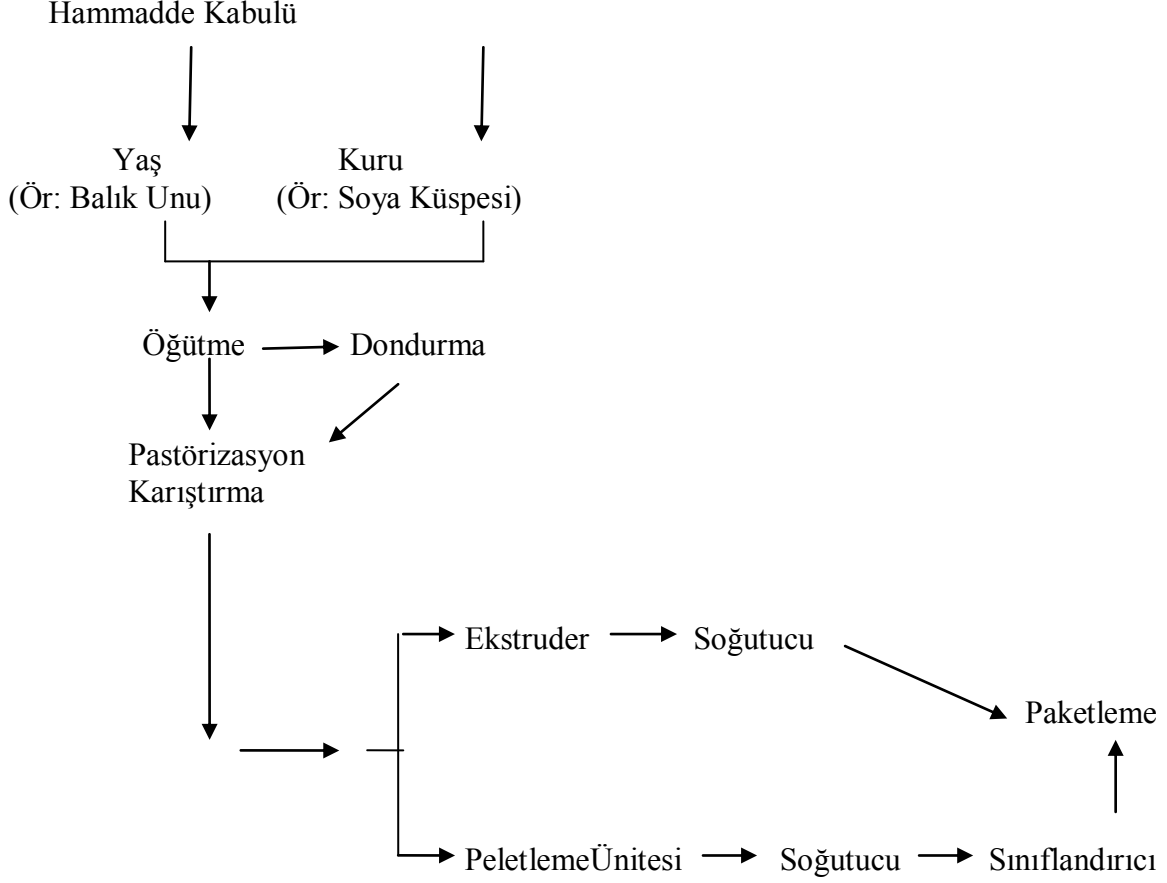 Hammadde Kabulü
Yaş
(Ör: Balık Unu)
Kuru
(Ör: Soya Küspesi)
Öğütme
Dondurma
Pastörizasyon
Karıştırma
Ekstruder
Soğutucu
Paketleme
PeletlemeÜnitesi
Soğutucu
Sınıflandırıcı